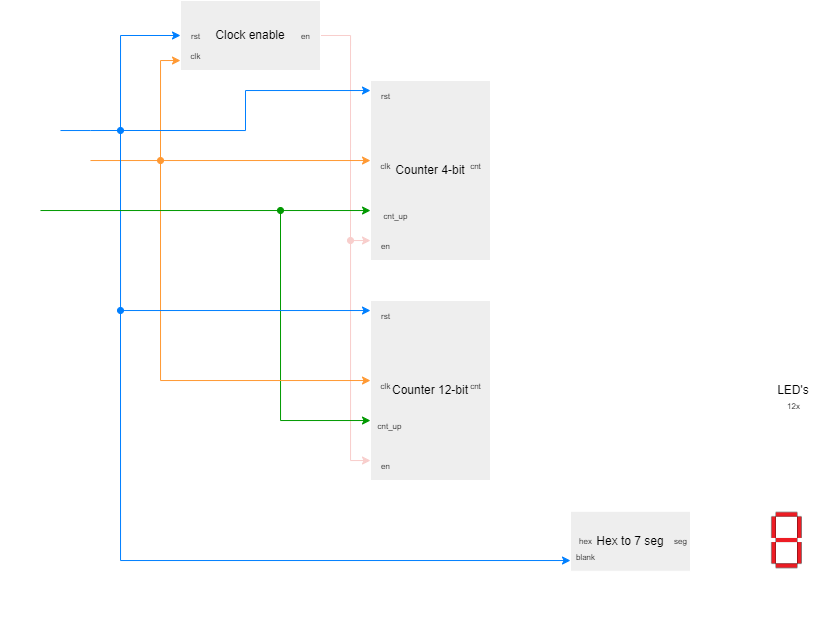 rst
Clock enable
en
clk
rst
clk
Counter 4-bit
cnt
cnt_up
en
rst
clk
Counter 12-bit
cnt
cnt_up
en
LED's
12x
hex
Hex to 7 seg
seg
blank
8